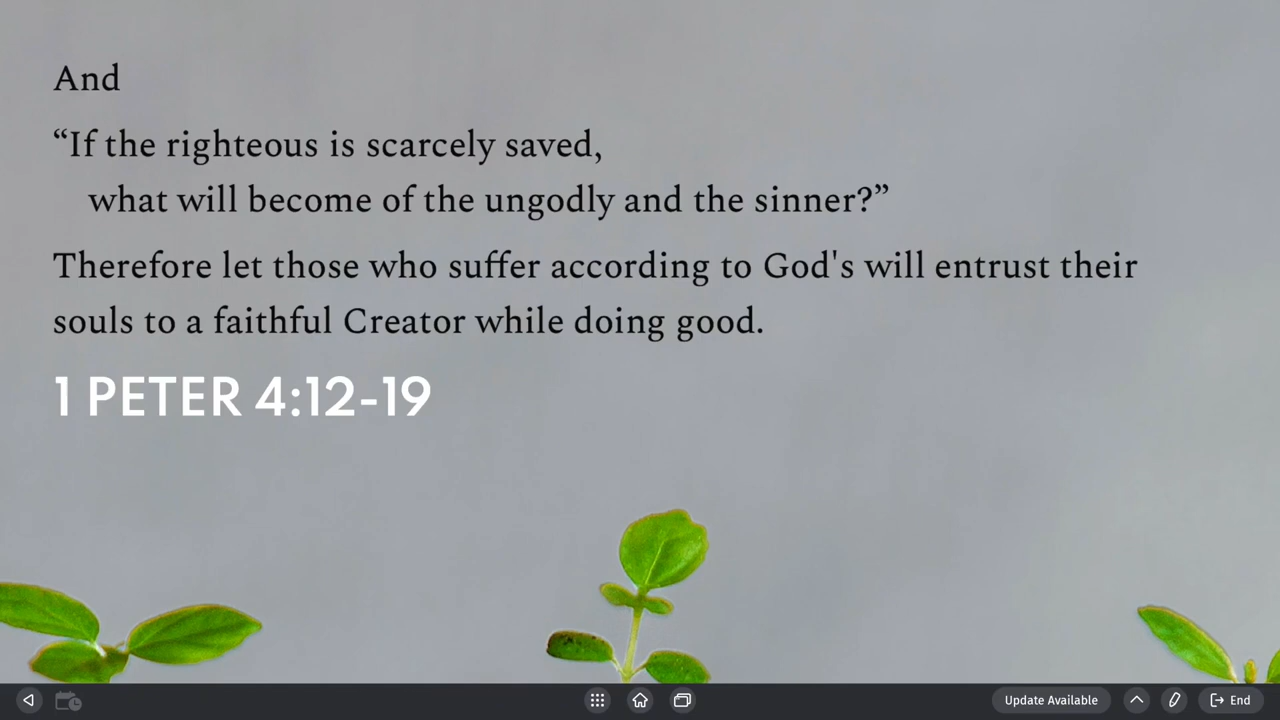 And
“If the righteous is scarcely saved,
what will become of the ungodly and the sinner?”
Therefore let those who suffer according to God's will entrust their
souls to a faithful Creator while doing good.
1 PETER 4:12-19
Update Available
End